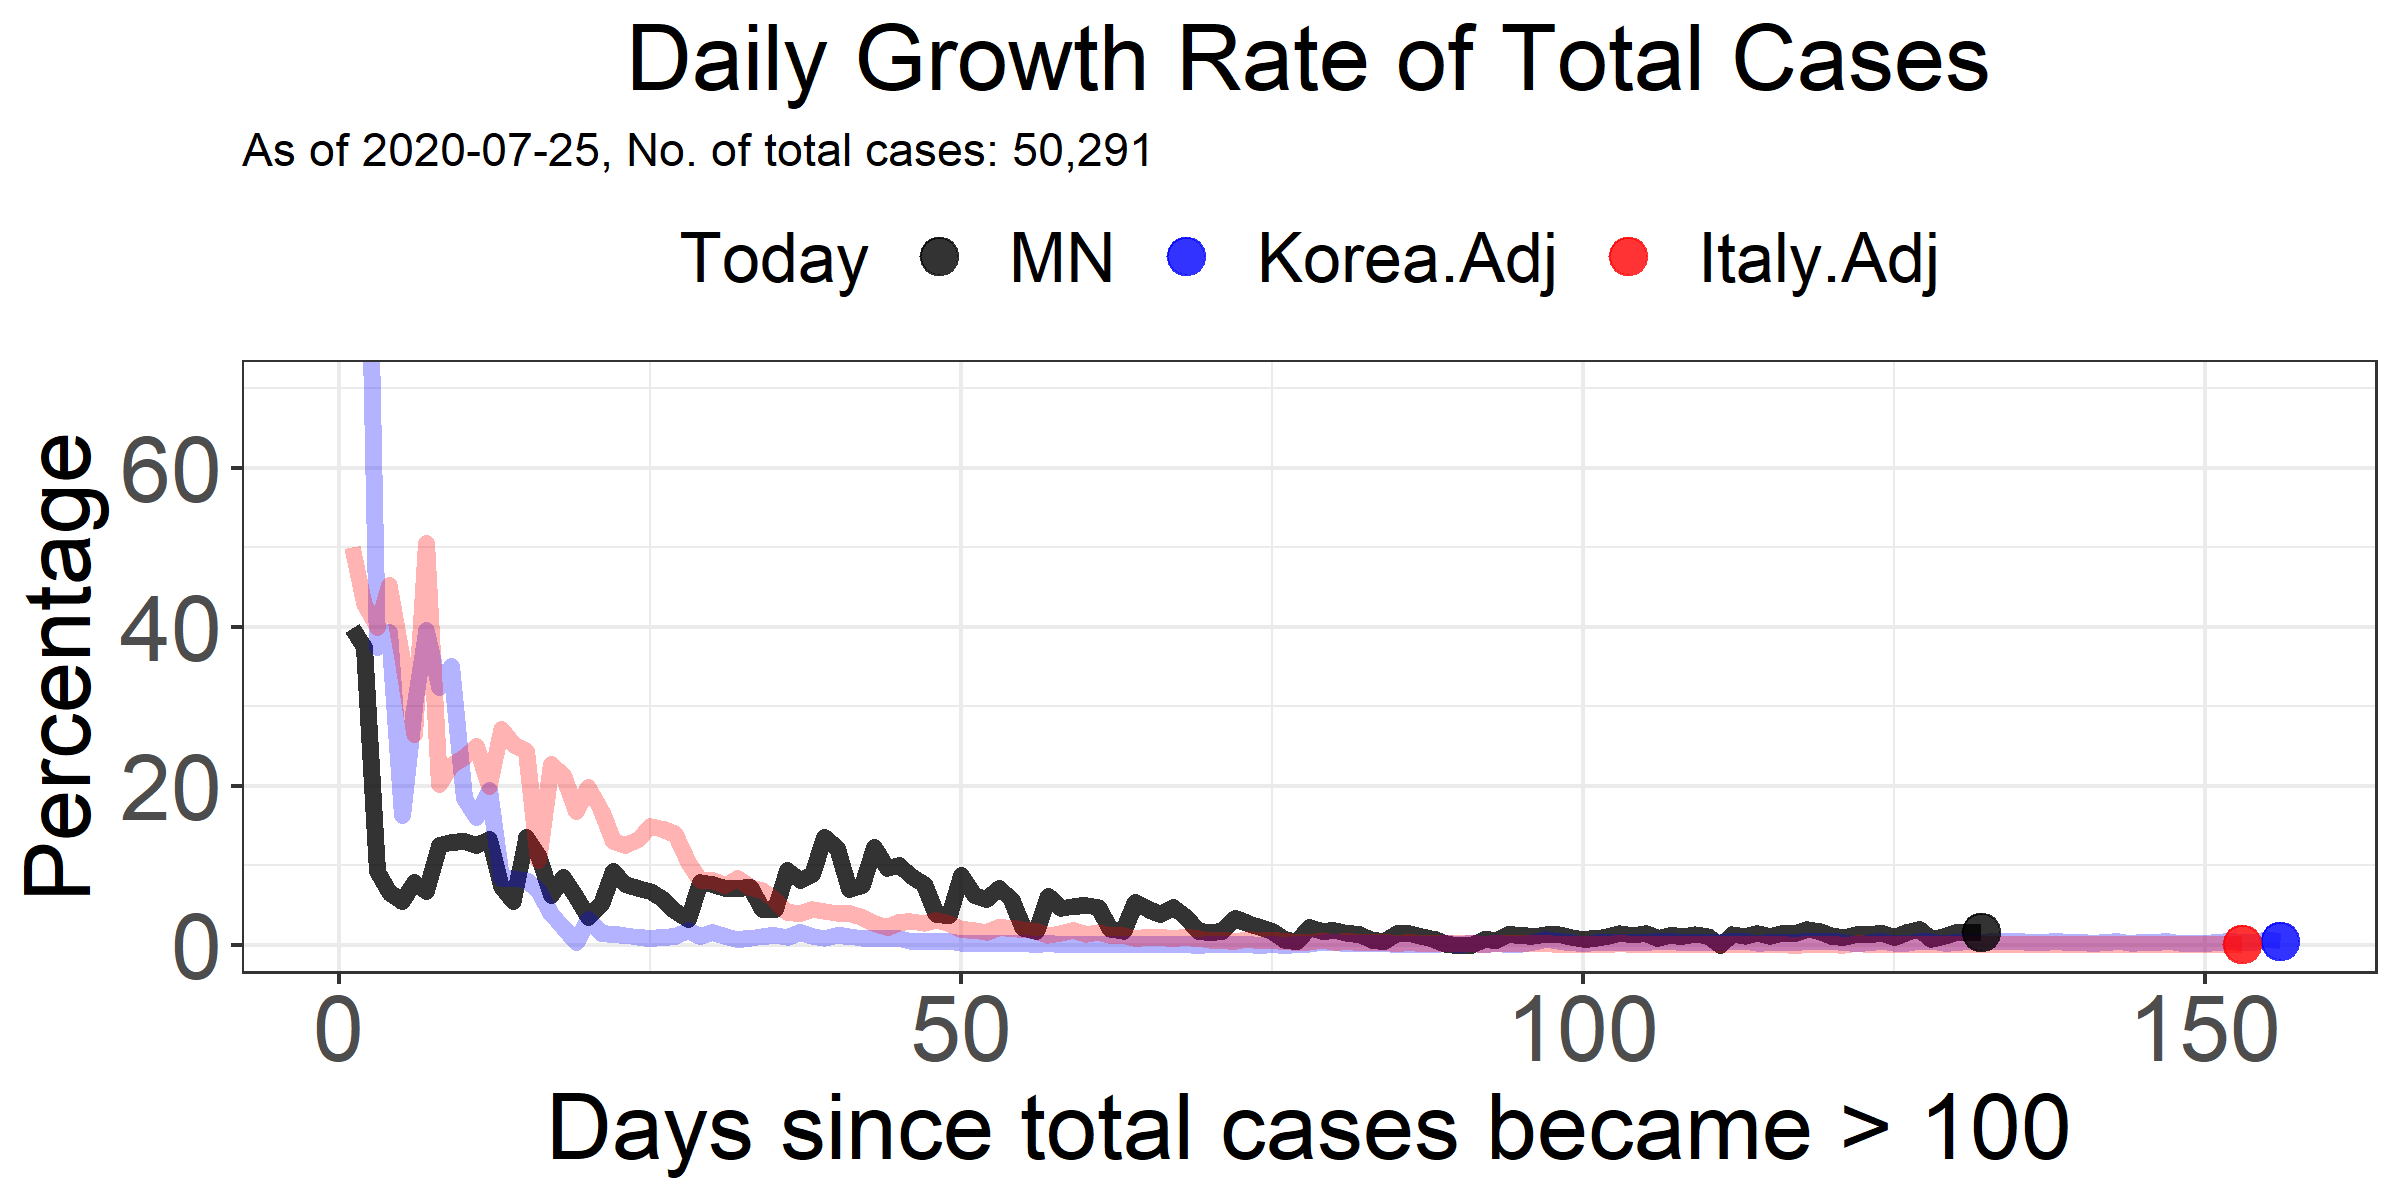 Daily Growth Rate of Total Cases
As of 2020-07-25, No. of total cases: 50,291
Today MN Korea.Adj Italy.Adj
Percentage
60
40
20
0
0 50 100 150
Days since total cases became > 100